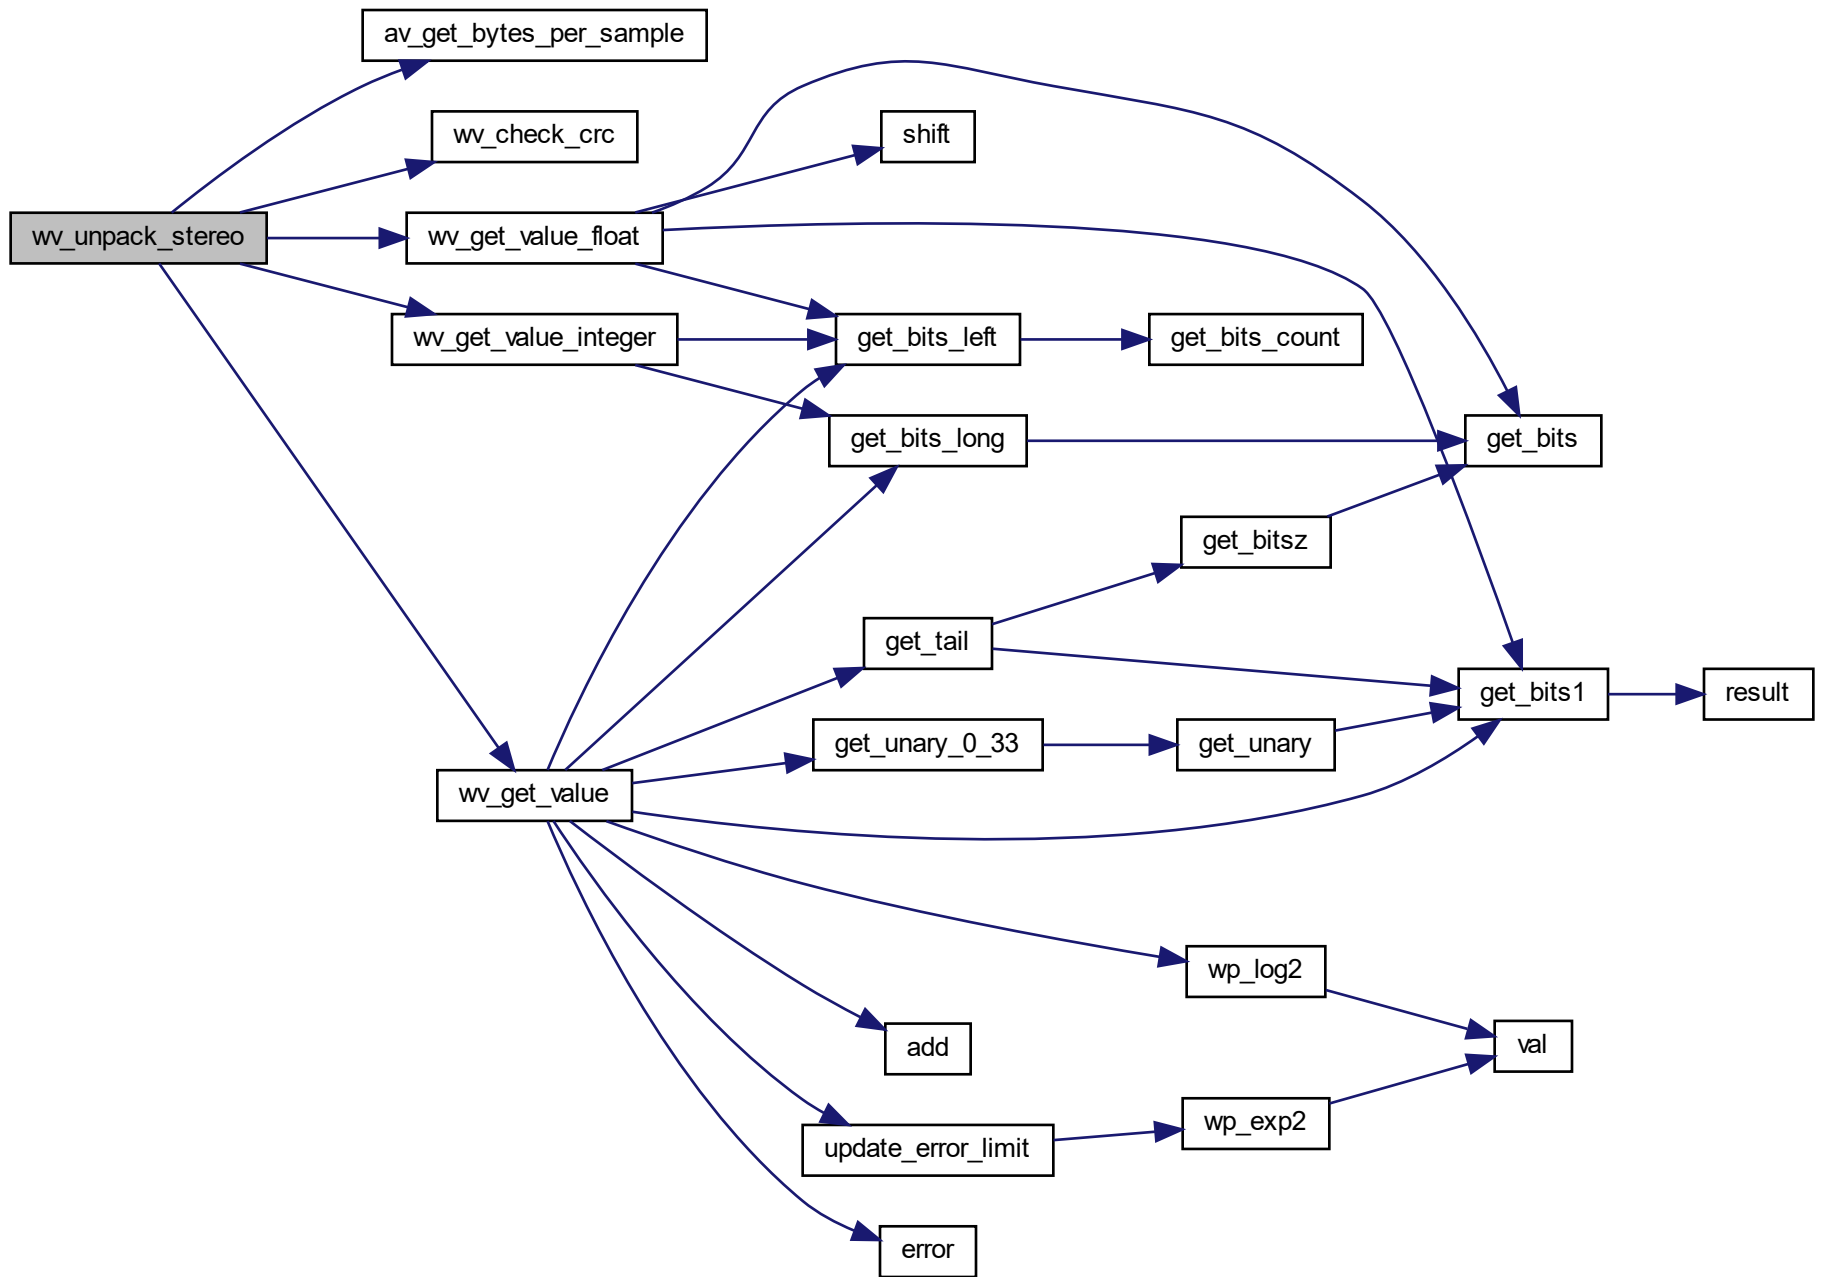 av_get_bytes_per_sample
wv_check_crc
shift
wv_unpack_stereo
wv_get_value_float
wv_get_value_integer
get_bits_left
get_bits_count
get_bits_long
get_bits
get_bitsz
get_tail
get_bits1
result
get_unary_0_33
get_unary
wv_get_value
wp_log2
add
val
wp_exp2
update_error_limit
error